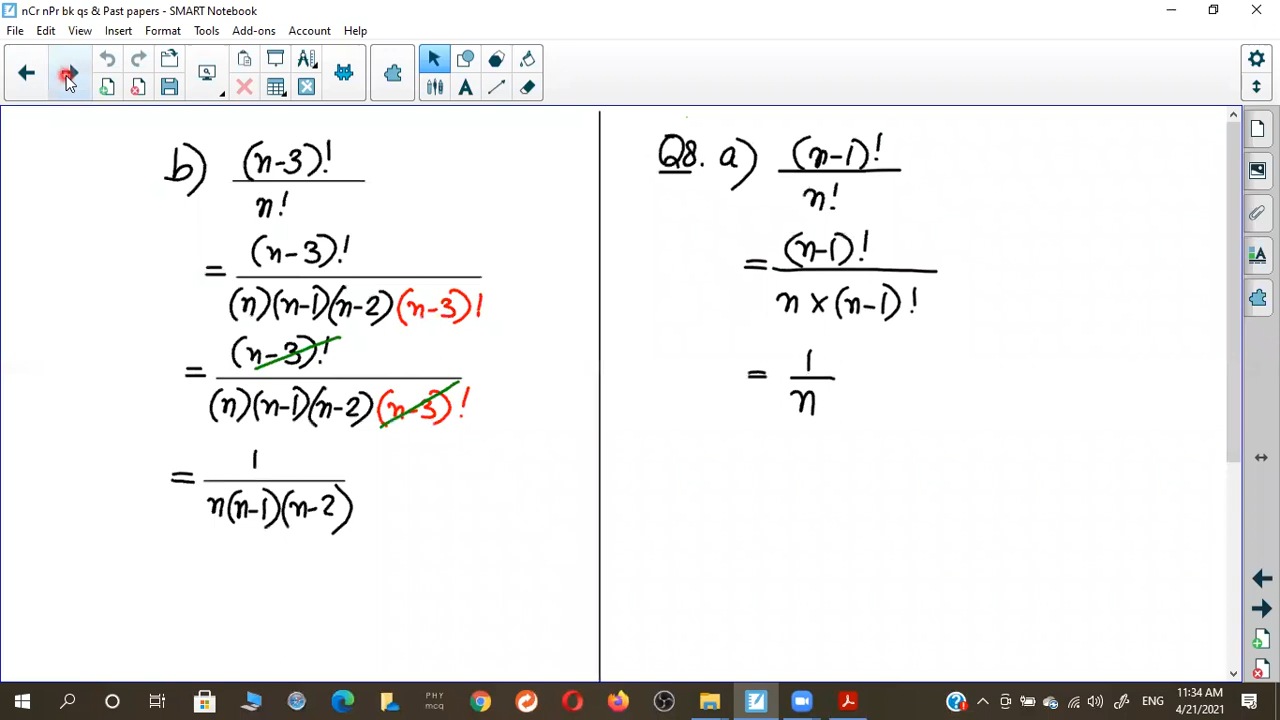 nCr nPr bk qs & Past papers - SMART Notebook
File Edit View Insert Format Tools Add-ons Account Help
b) (n-3)!
n!
= (n-3)!
(n)(n-1)(n-2)(n-3)!
= (n-3)!
(n)(n-1)(n-2)(n-3)!
= 1
n(n-1)(n-2)
Q8. a) (n-1)!
n!
= (n-1)!
n×(n-1)!
= 1
n
PHY
mcq
ENG
11:34 AM
4/21/2021